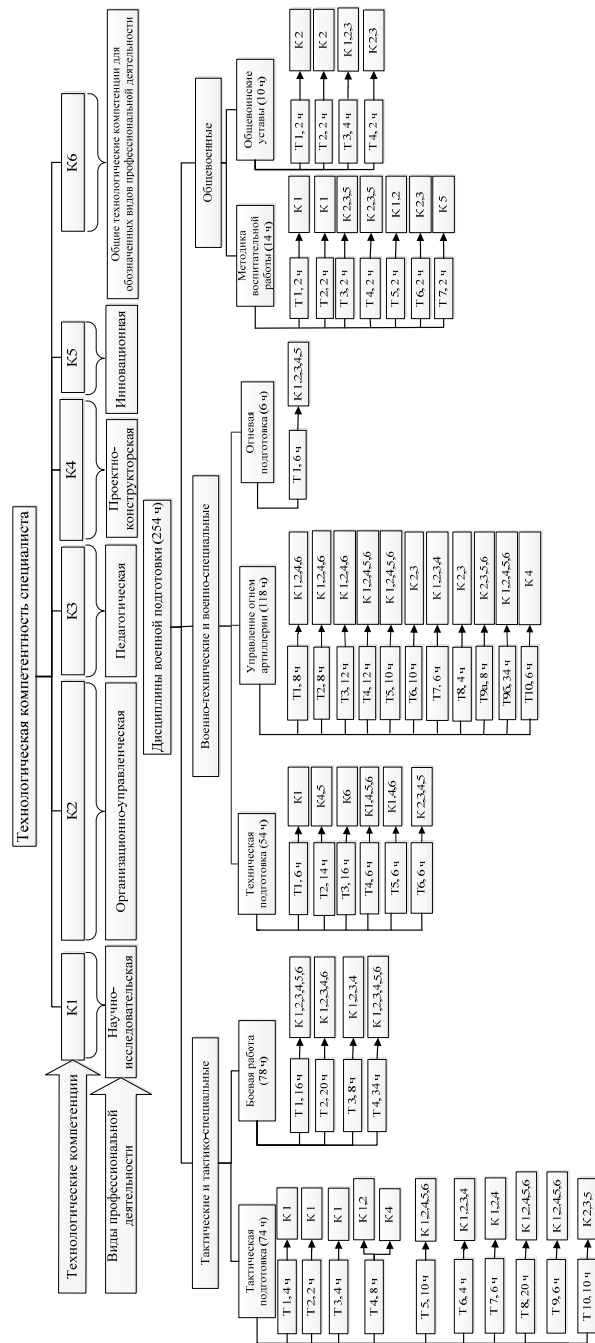 Технологическая компетентность специалиста
Технологические компетенции
К1
К2
К3
К4
К5
К6
Виды профессиональной
деятельности
Научно-
исследовательская
Организационно-управленческая
Педагогическая
Проектно-
конструкторская
Инновационная
Общие технологические компетенции для
обозначенных видов профессиональной деятельности
Дисциплины военной подготовки (254 ч)
Тактические и тактико-специальные
Военно-технические и военно-специальные
Общевоенные
Тактическая
подготовка (74 ч)
Т 1, 4 ч
К 1
Т 2, 2 ч
К 1
Т 3, 4 ч
К 1
Т 4, 8 ч
К 1,2
К 4
Т 5, 10 ч
К 1,2,4,5,6
Т 6, 4 ч
К 1,2,3,4
Т 7, 6 ч
К 1,2,4
Т 8, 20 ч
К 1,2,4,5,6
Т 9, 6 ч
К 1,2,4,5,6
Т 10, 10 ч
К 2,3,5
Боевая работа
(78 ч)
Т 1, 16 ч
К 1,2,3,4,5,6
Т 2, 20 ч
К 1,2,3,4,6
Т 3, 8 ч
К 1,2,3,4
Т 4, 34 ч
К 1,2,3,4,5,6
Техническая
подготовка (54 ч)
Т1, 6 ч
К1
Т2, 14 ч
К4,5
Т3, 16 ч
К6
Т4, 6 ч
К1,4,5,6
Т5, 6 ч
К1,4,6
Т6, 6 ч
К 2,3,4,5
Управление огнем
артиллерии (118 ч)
Т1, 8 ч
К 1,2,4,6
Т2, 8 ч
К 1,2,4,6
Т3, 12 ч
К 1,2,4,6
Т4, 12 ч
К 1,2,4,5,6
Т5, 10 ч
К 1,2,4,5,6
Т6, 10 ч
К 2,3
Т7, 6 ч
К 1,2,3,4
Т8, 4 ч
К 2,3
Т9а, 8 ч
К 2,3,5,6
Т9б, 34 ч
К 1,2,4,5,6
Т10, 6 ч
К 4
Огневая
подготовка (6 ч)
Т 1, 6 ч
К 1,2,3,4,5
Методика
воспитательной
работы (14 ч)
Т 1, 2 ч
К 1
Т 2, 2 ч
К 1
Т 3, 2 ч
К 2,3,5
Т 4, 2 ч
К 2,3,5
Т 5, 2 ч
К 1,2
Т 6, 2 ч
К 2,3
Т 7, 2 ч
К 5
Общевоинские
уставы (10 ч)
Т 1, 2 ч
К 2
Т 2, 2 ч
К 2
Т 3, 4 ч
К 1,2,3
Т 4, 2 ч
К 2,3